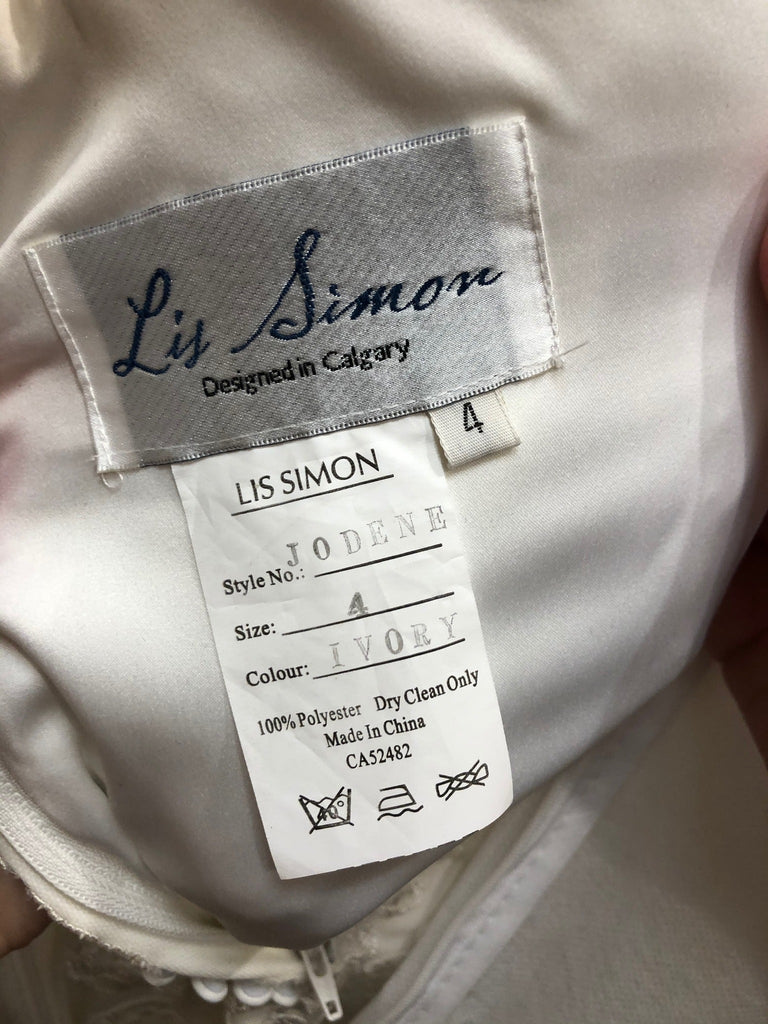 Lis Simon
Designed in Calgary
4
LIS SIMON
Style No.: JODENE
Size: 4
Colour: IVORY
100% Polyester Dry Clean Only
Made In China
CA52482
40°